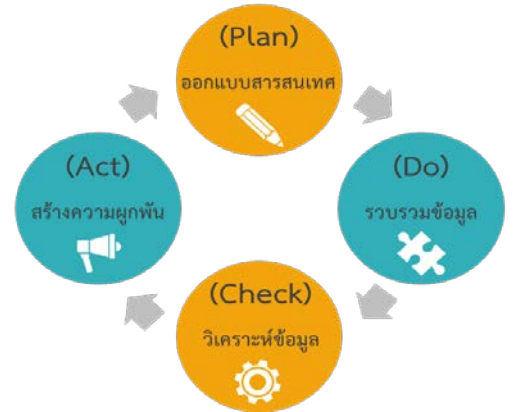 (Plan)
ออกแบบสารสนเทศ
(Do)
รวบรวมข้อมูล
(Check)
วิเคราะห์ข้อมูล
(Act)
สร้างความผูกพัน